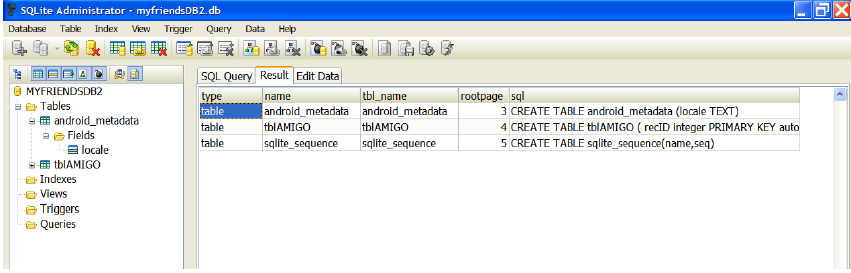 SQLite Administrator - myfriendsDB2.db
Database Table Index View Trigger Query Data Help
MYFRIENDSDB2
Tables
android_metadata
Fields
locale
tblAMIGO
Indexes
Views
Triggers
Queries
SQL Query Result Edit Data
type name tbl_name rootpage sql
table android_metadata android_metadata 3 CREATE TABLE android_metadata (locale TEXT)
table tblAMIGO tblAMIGO 4 CREATE TABLE tblAMIGO ( recID integer PRIMARY KEY auto
table sqlite_sequence sqlite_sequence 5 CREATE TABLE sqlite_sequence(name,seq)